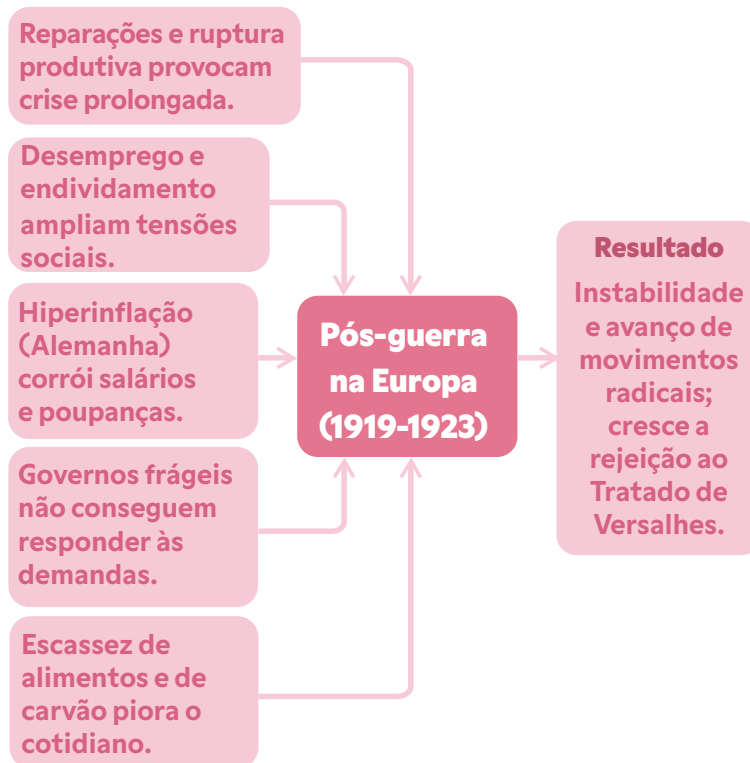 Reparações e ruptura
produtiva provocam
crise prolongada.
Desemprego e
endividamento
ampliam tensões
sociais.
Hiperinflação
(Alemanha)
corrói salários
e poupanças.
Governos frágeis
não conseguem
responder às
demandas.
Escassez de
alimentos e de
carvão piora o
cotidiano.
Pós-guerra
na Europa
(1919-1923)
Resultado
Instabilidade
e avanço de
movimentos
radicais;
cresce a
rejeição ao
Tratado de
Versalhes.